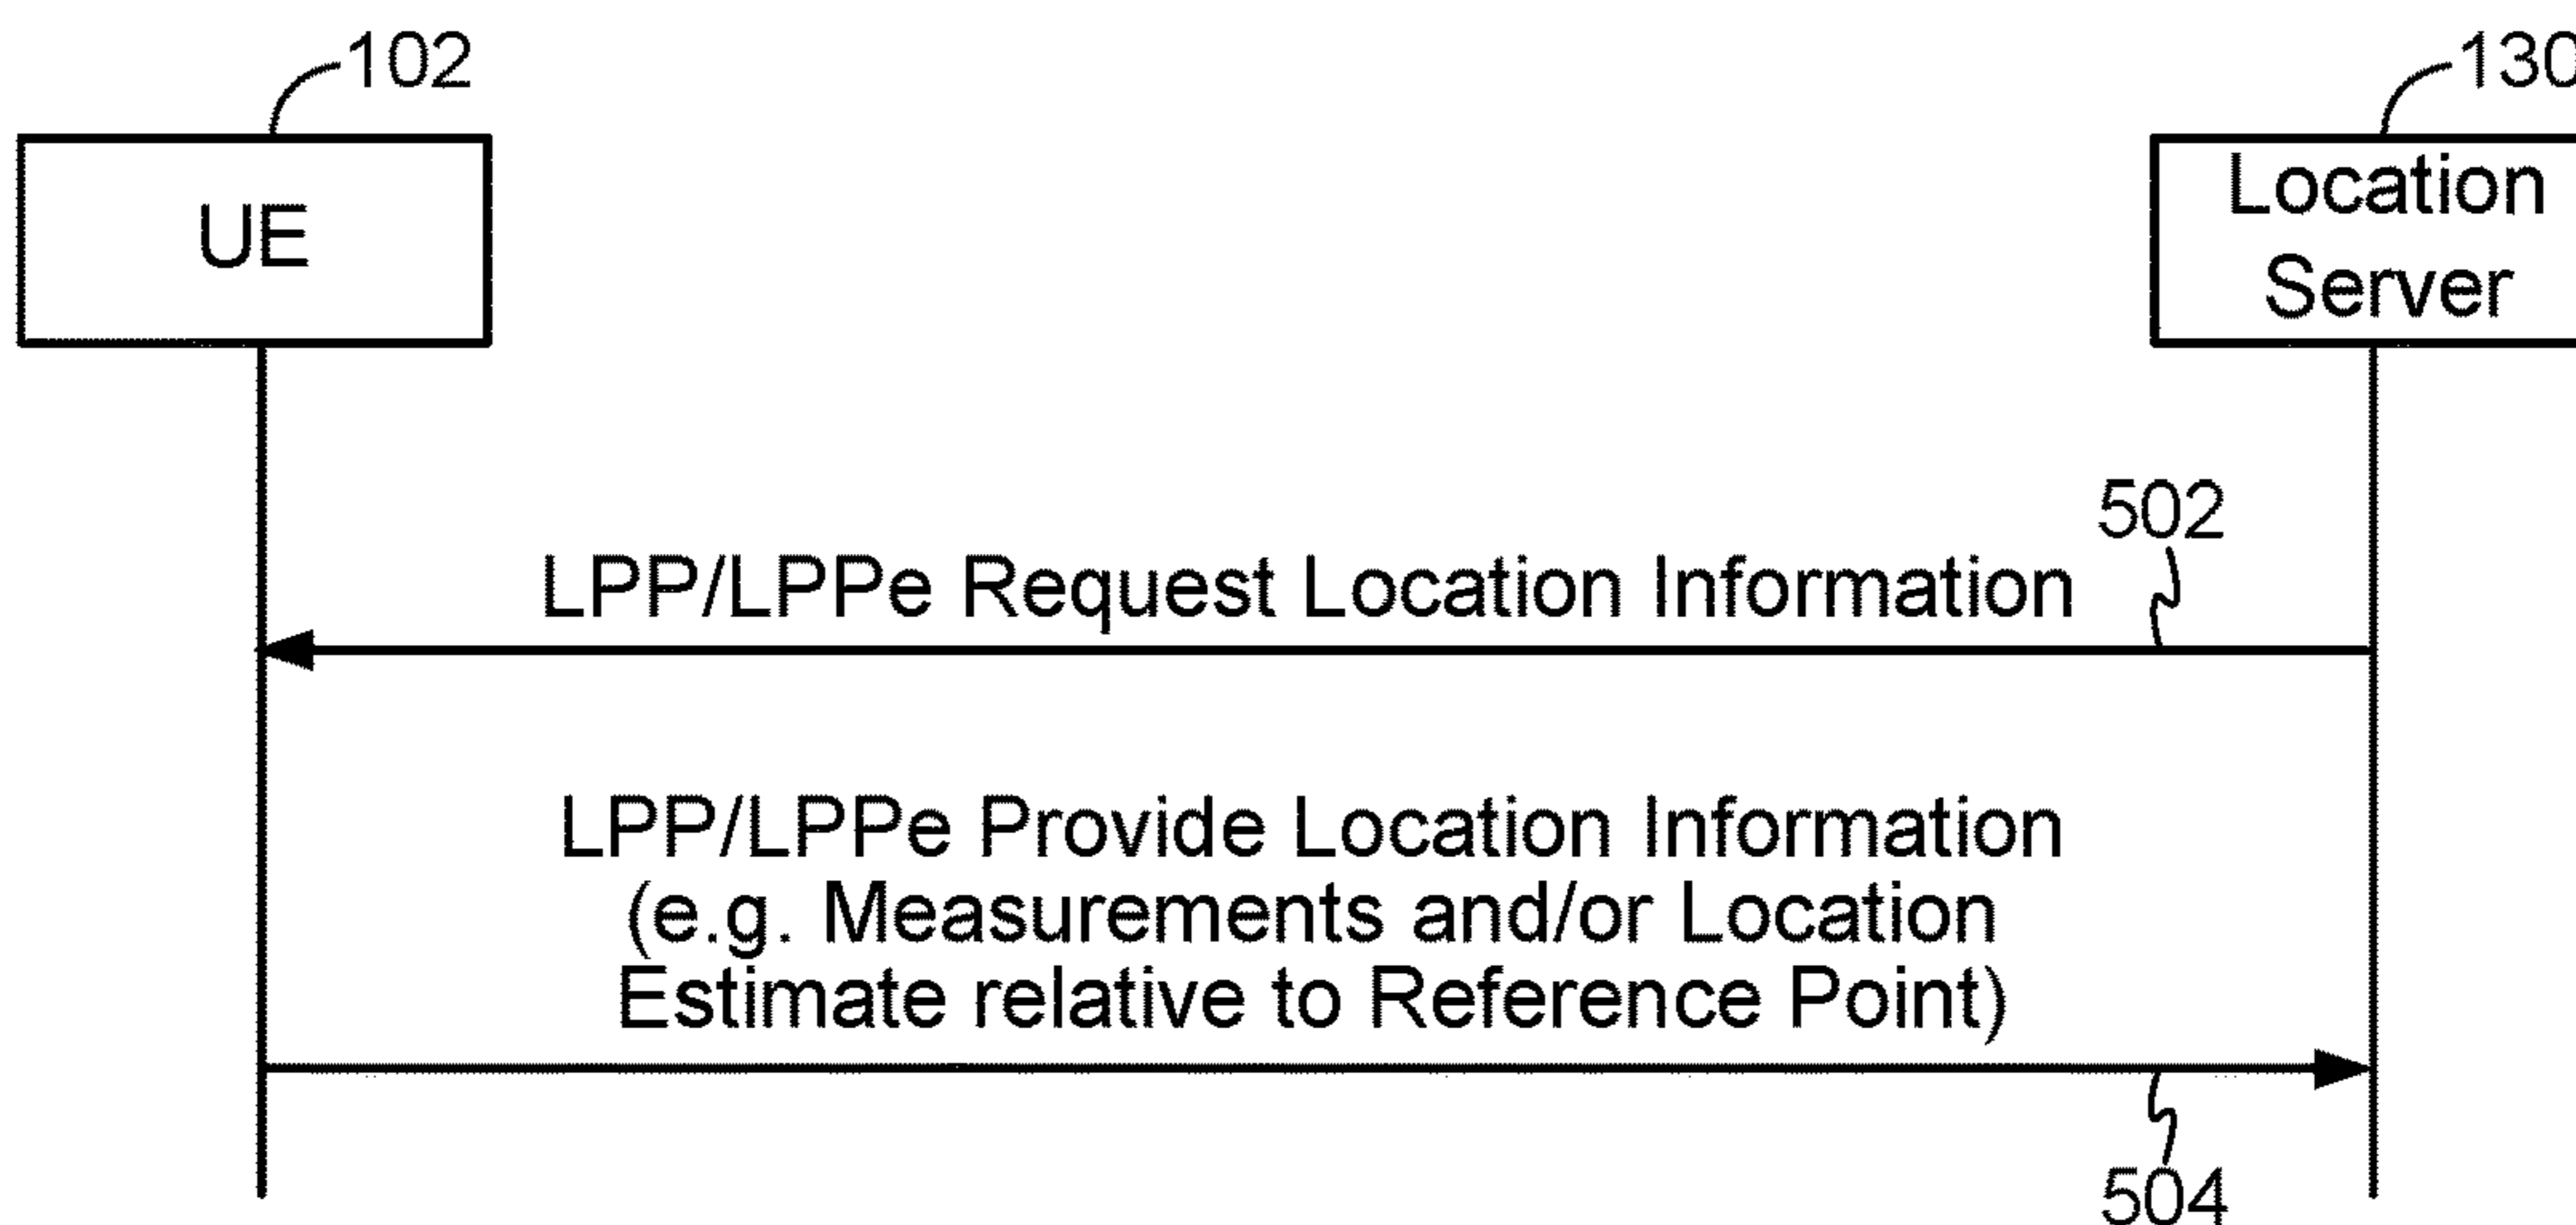 102
130
UE
Location
Server
502
LPP/LPPe Request Location Information
LPP/LPPe Provide Location Information
(e.g. Measurements and/or Location
Estimate relative to Reference Point)
504